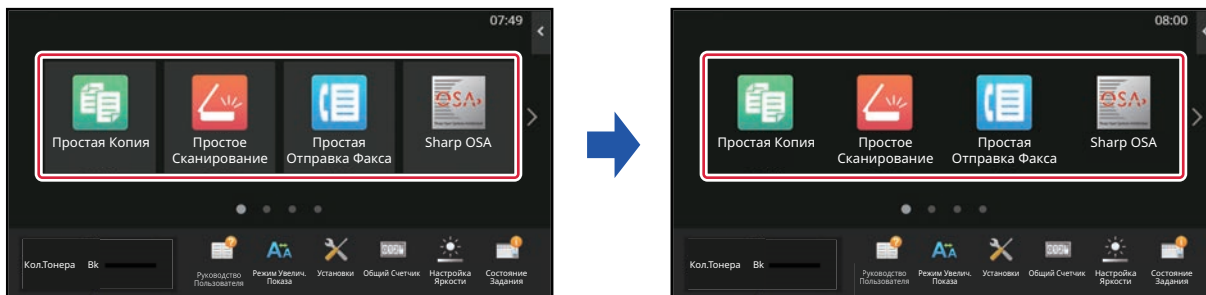 07:49
Простая Копия
Простое
Сканирование
Простая
Отправка Факса
OSA
Sharp OSA
Кол.Тонера Bk
Руководство
Пользователя
Режим Увелич.
Показа
Установки
Общий Счетчик
Настройка
Яркости
Состояние
Задания
08:00
Простая Копия
Простое
Сканирование
Простая
Отправка Факса
OSA
Sharp OSA
Кол.Тонера Bk
Руководство
Пользователя
Режим Увелич.
Показа
Установки
Общий Счетчик
Настройка
Яркости
Состояние
Задания